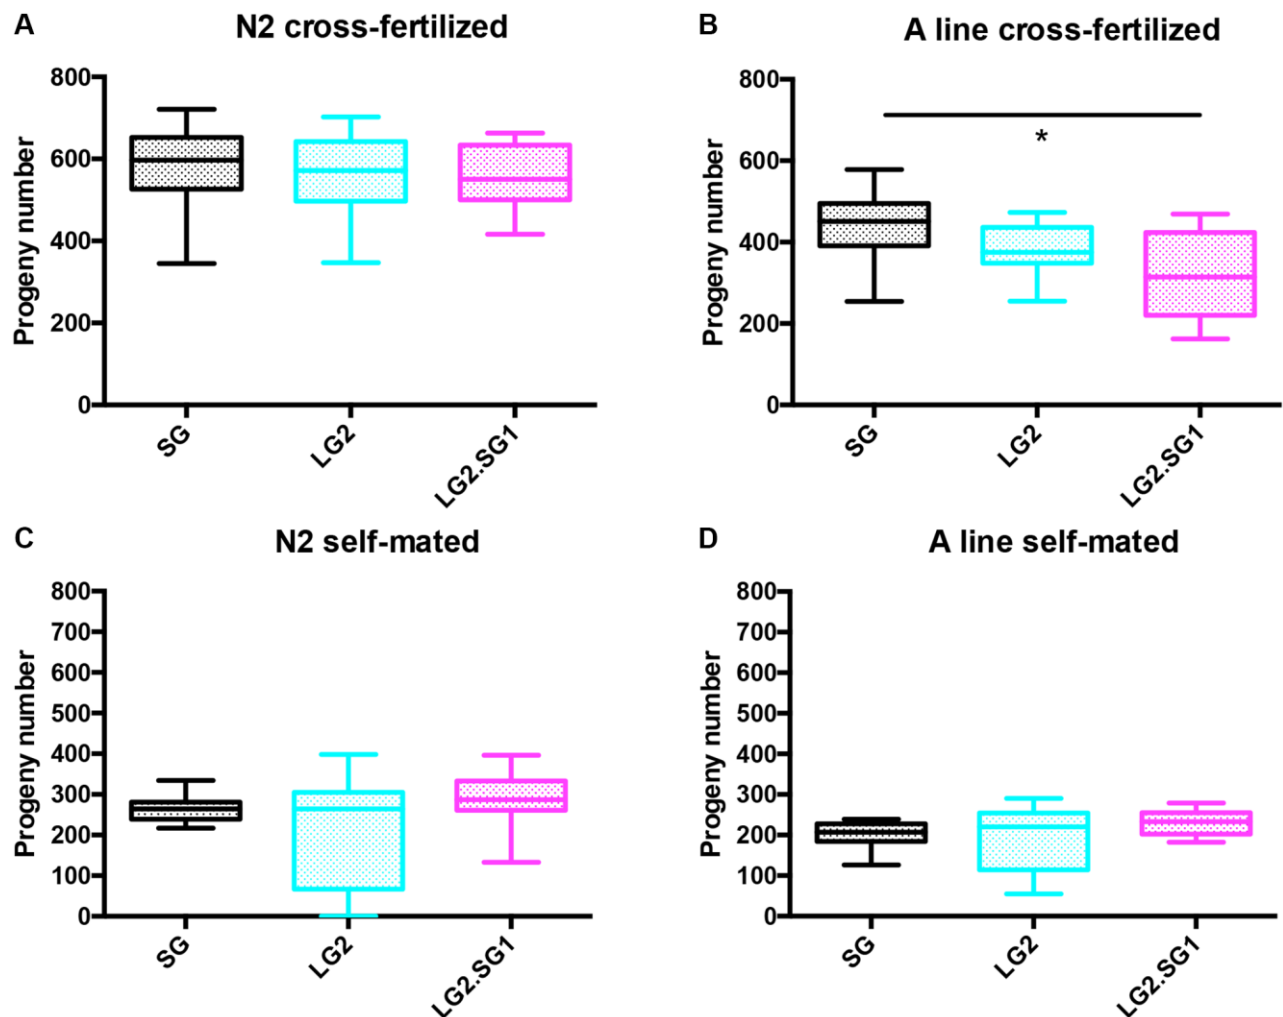 A
N2 cross-fertilized
Progeny number
800
600
400
200
0
SG
LG2
LG2.SG1
B
A line cross-fertilized
Progeny number
800
600
400
200
0
*
SG
LG2
LG2.SG1
C
N2 self-mated
Progeny number
800
700
600
500
400
300
200
100
0
SG
LG2
LG2.SG1
D
A line self-mated
Progeny number
800
700
600
500
400
300
200
100
0
SG
LG2
LG2.SG1